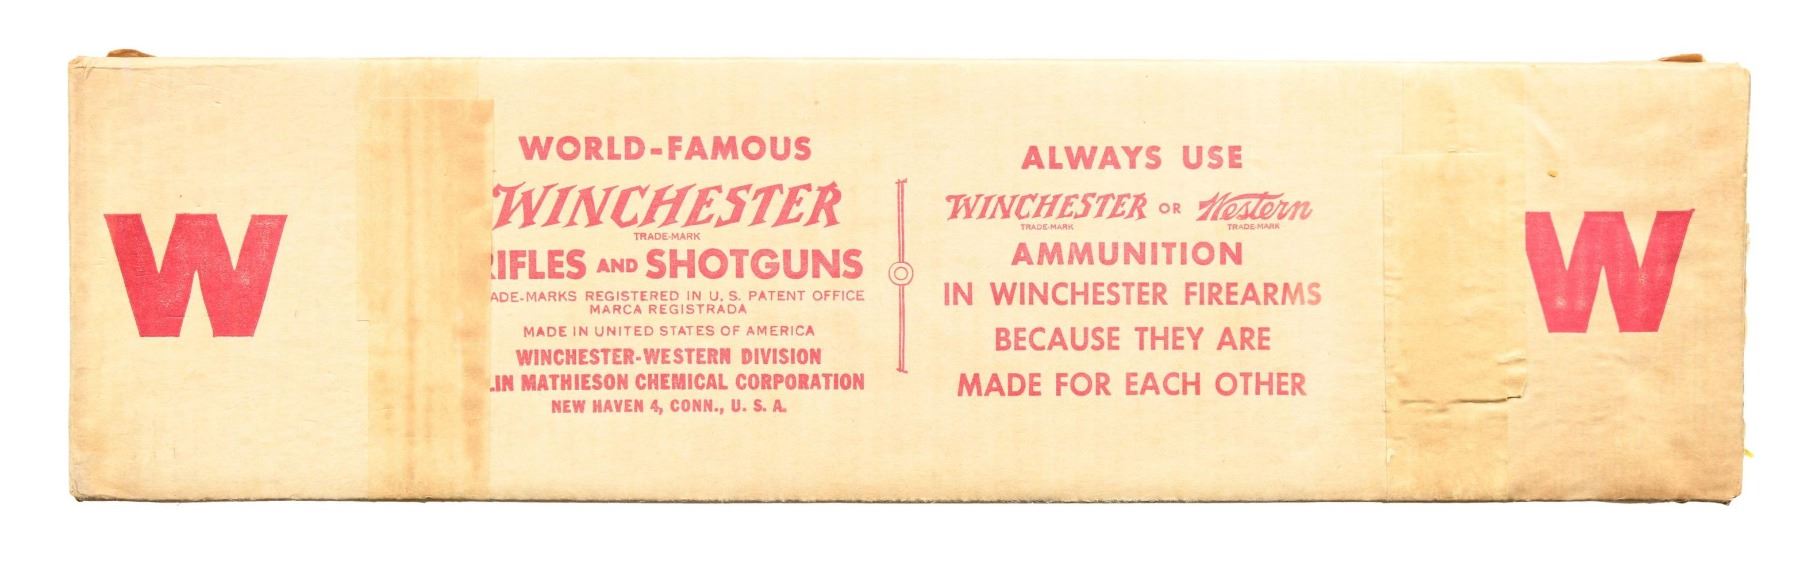 W
WORLD-FAMOUS
WINCHESTER
TRADE-MARK
RIFLES AND SHOTGUNS
ADE-MARKS REGISTERED IN U. S. PATENT OFFICE
MARCA REGISTRADA
MADE IN UNITED STATES OF AMERICA
WINCHESTER-WESTERN DIVISION
LIN MATHIESON CHEMICAL CORPORATION
NEW HAVEN 4, CONN., U. S. A.
ALWAYS USE
WINCHESTER OR Western
TRADE-MARK TRADE-MARK
AMMUNITION
IN WINCHESTER FIREARMS
BECAUSE THEY ARE
MADE FOR EACH OTHER
W